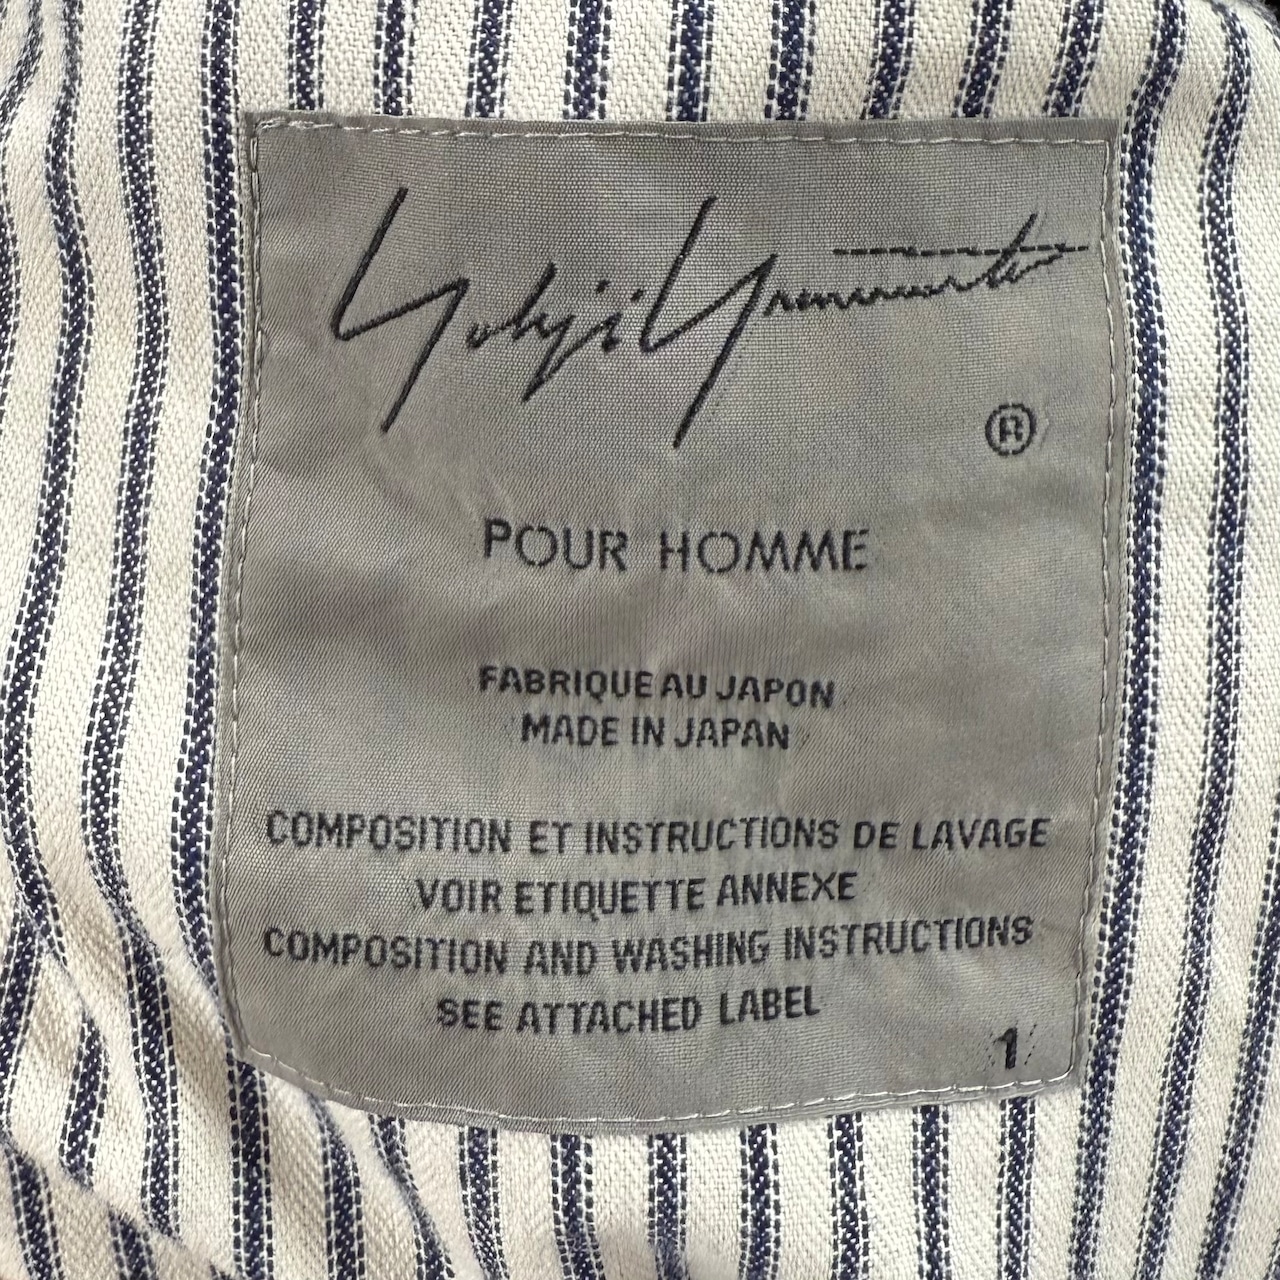 Yohji Yamamoto
®
POUR HOMME
FABRIQUE AU JAPON
MADE IN JAPAN
COMPOSITION ET INSTRUCTIONS DE LAVAGE
VOIR ETIQUETTE ANNEXE
COMPOSITION AND WASHING INSTRUCTIONS
SEE ATTACHED LABEL
1